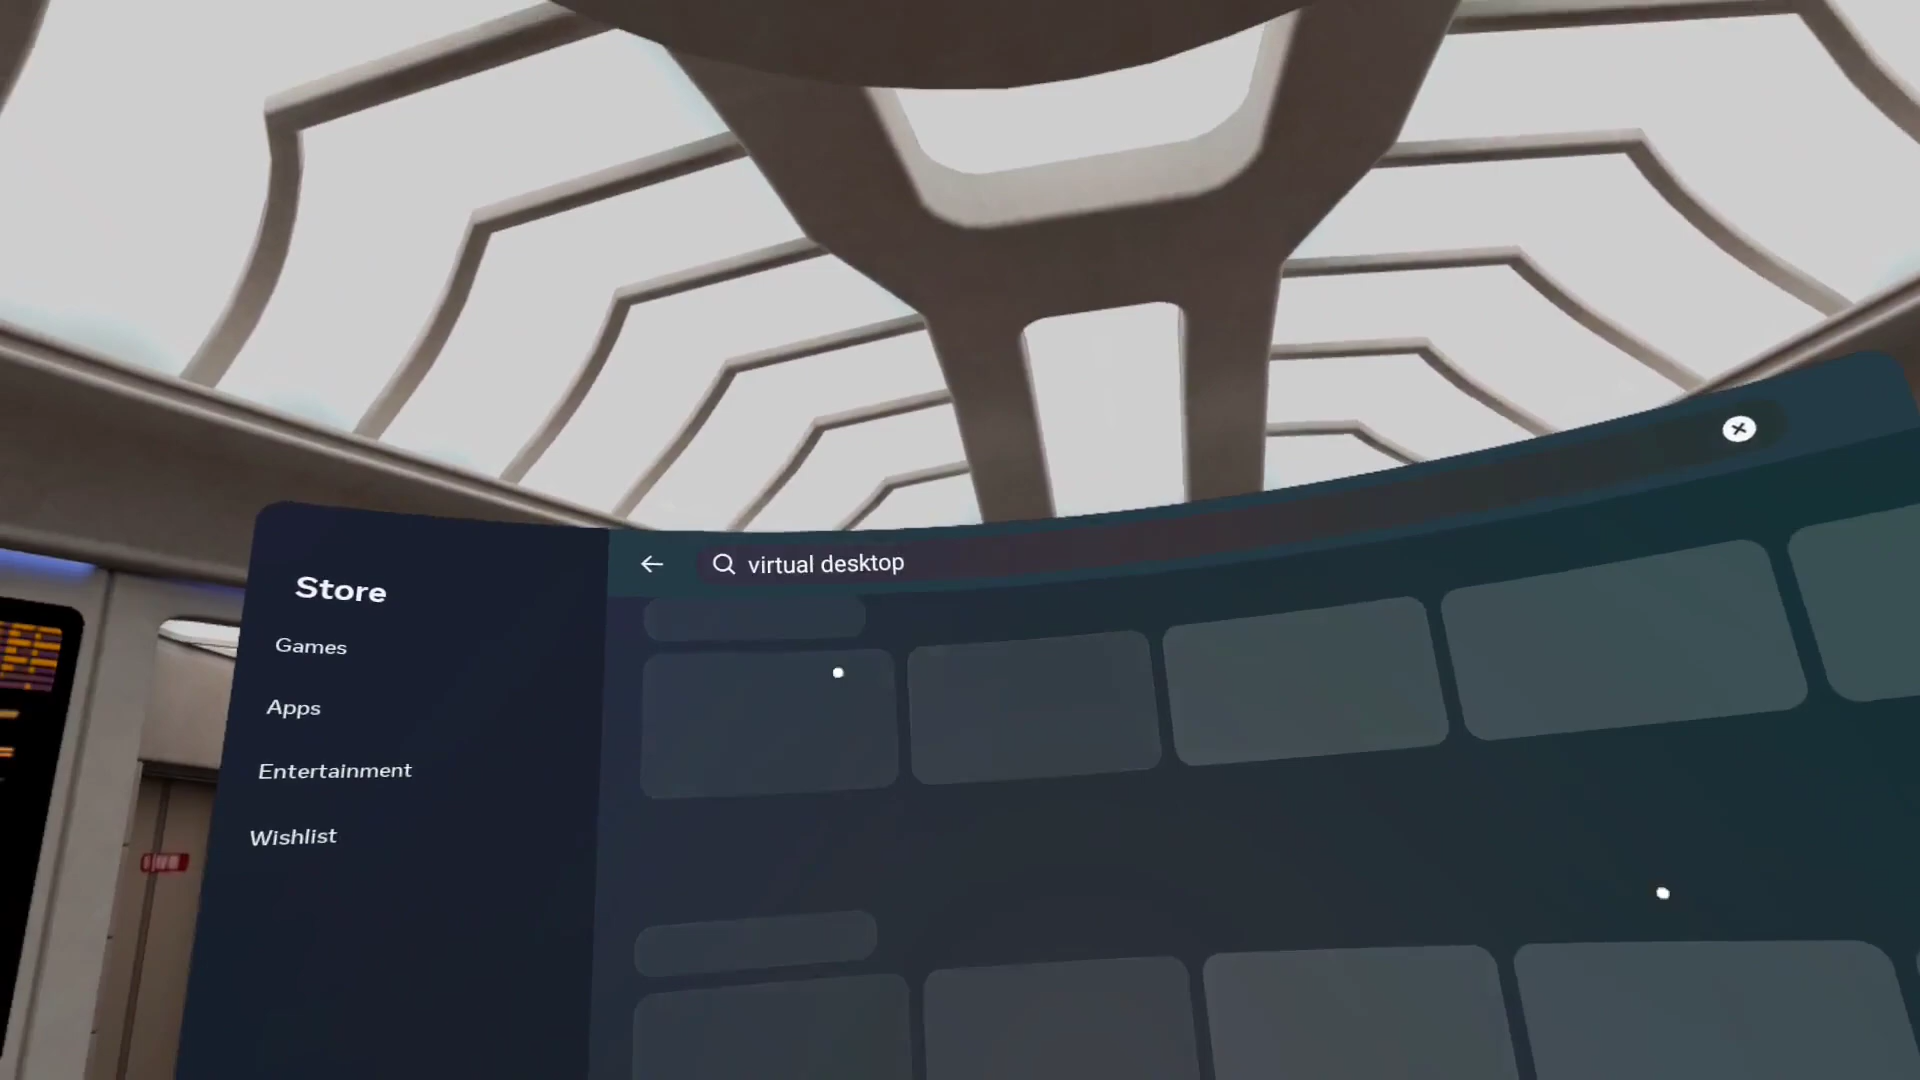 virtual desktop
Store
Games
Apps
Entertainment
Wishlist